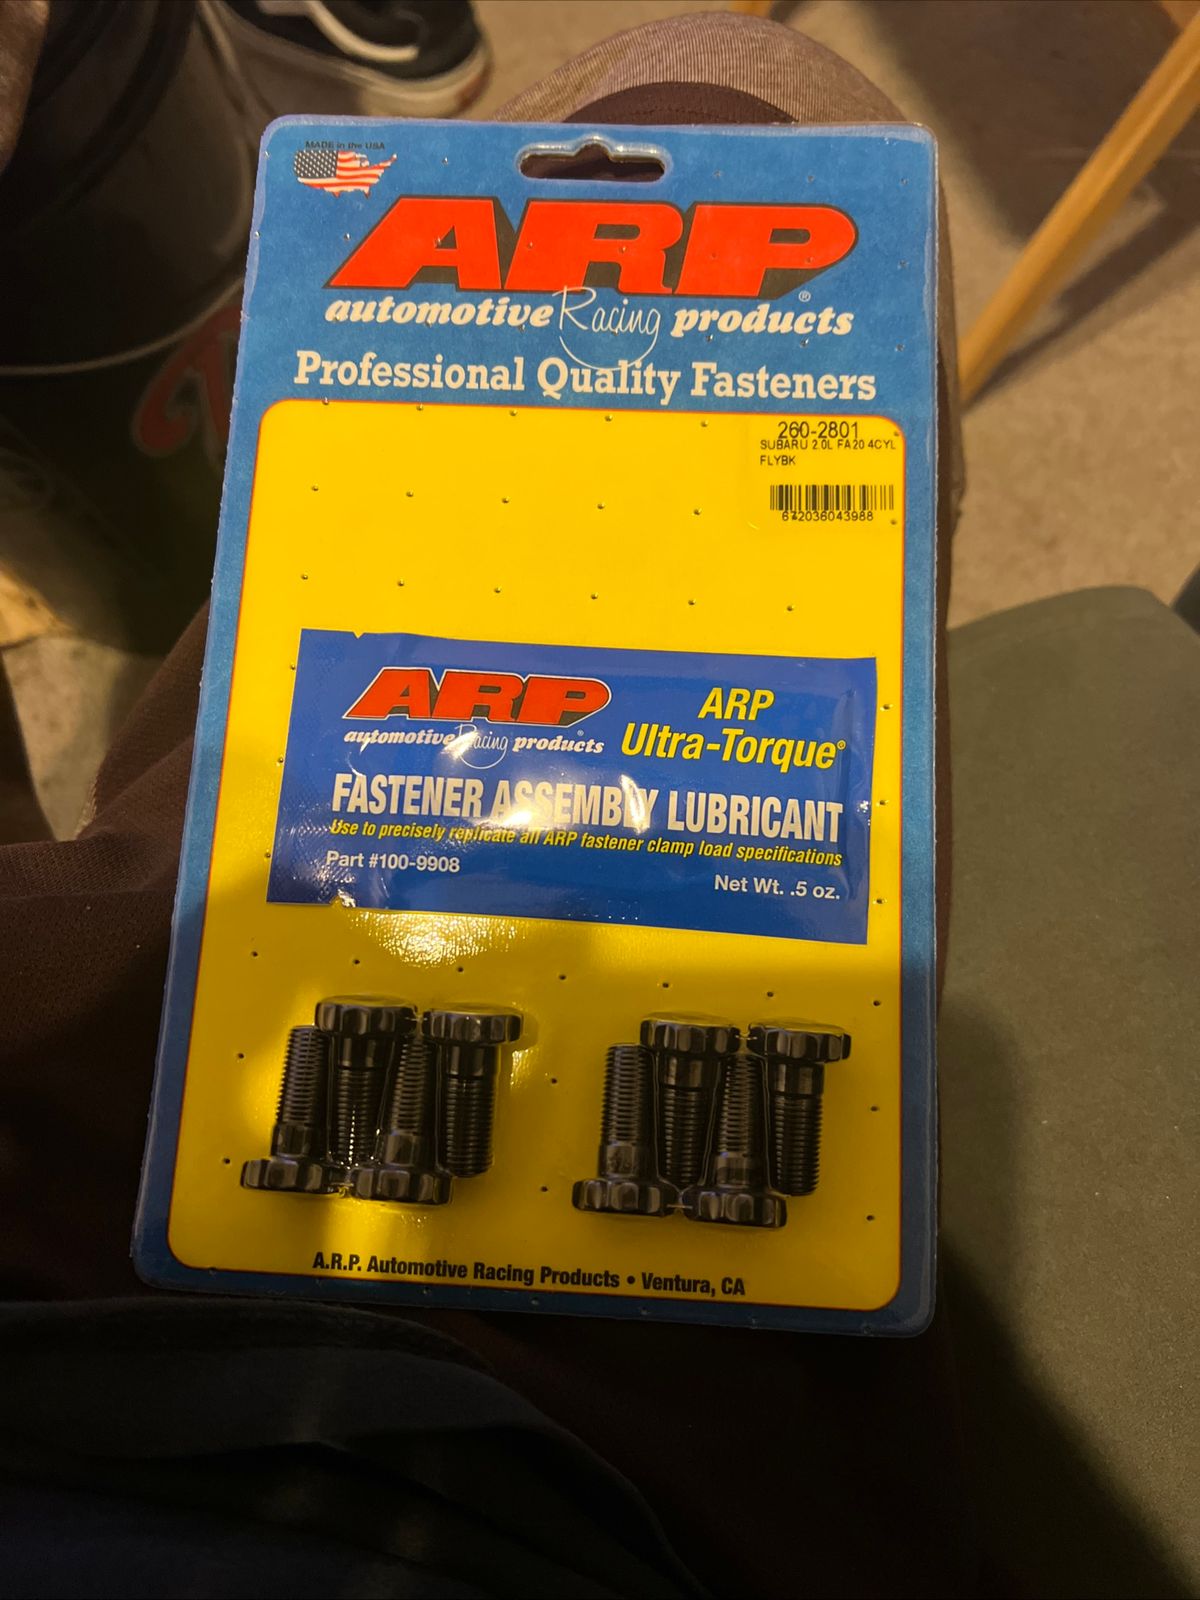 MADE in the USA
ARP
automotive Racing products
®
Professional Quality Fasteners
260-2801
SUBARU 2.0L FA20 4CYL
FLYBK
672036043988
ARP
automotive Racing products
®
ARP
Ultra-Torque®
FASTENER ASSEMBLY LUBRICANT
Use to precisely replicate all ARP fastener clamp load specifications
Part #100-9908
Net Wt. .5 oz.
A.R.P. Automotive Racing Products • Ventura, CA